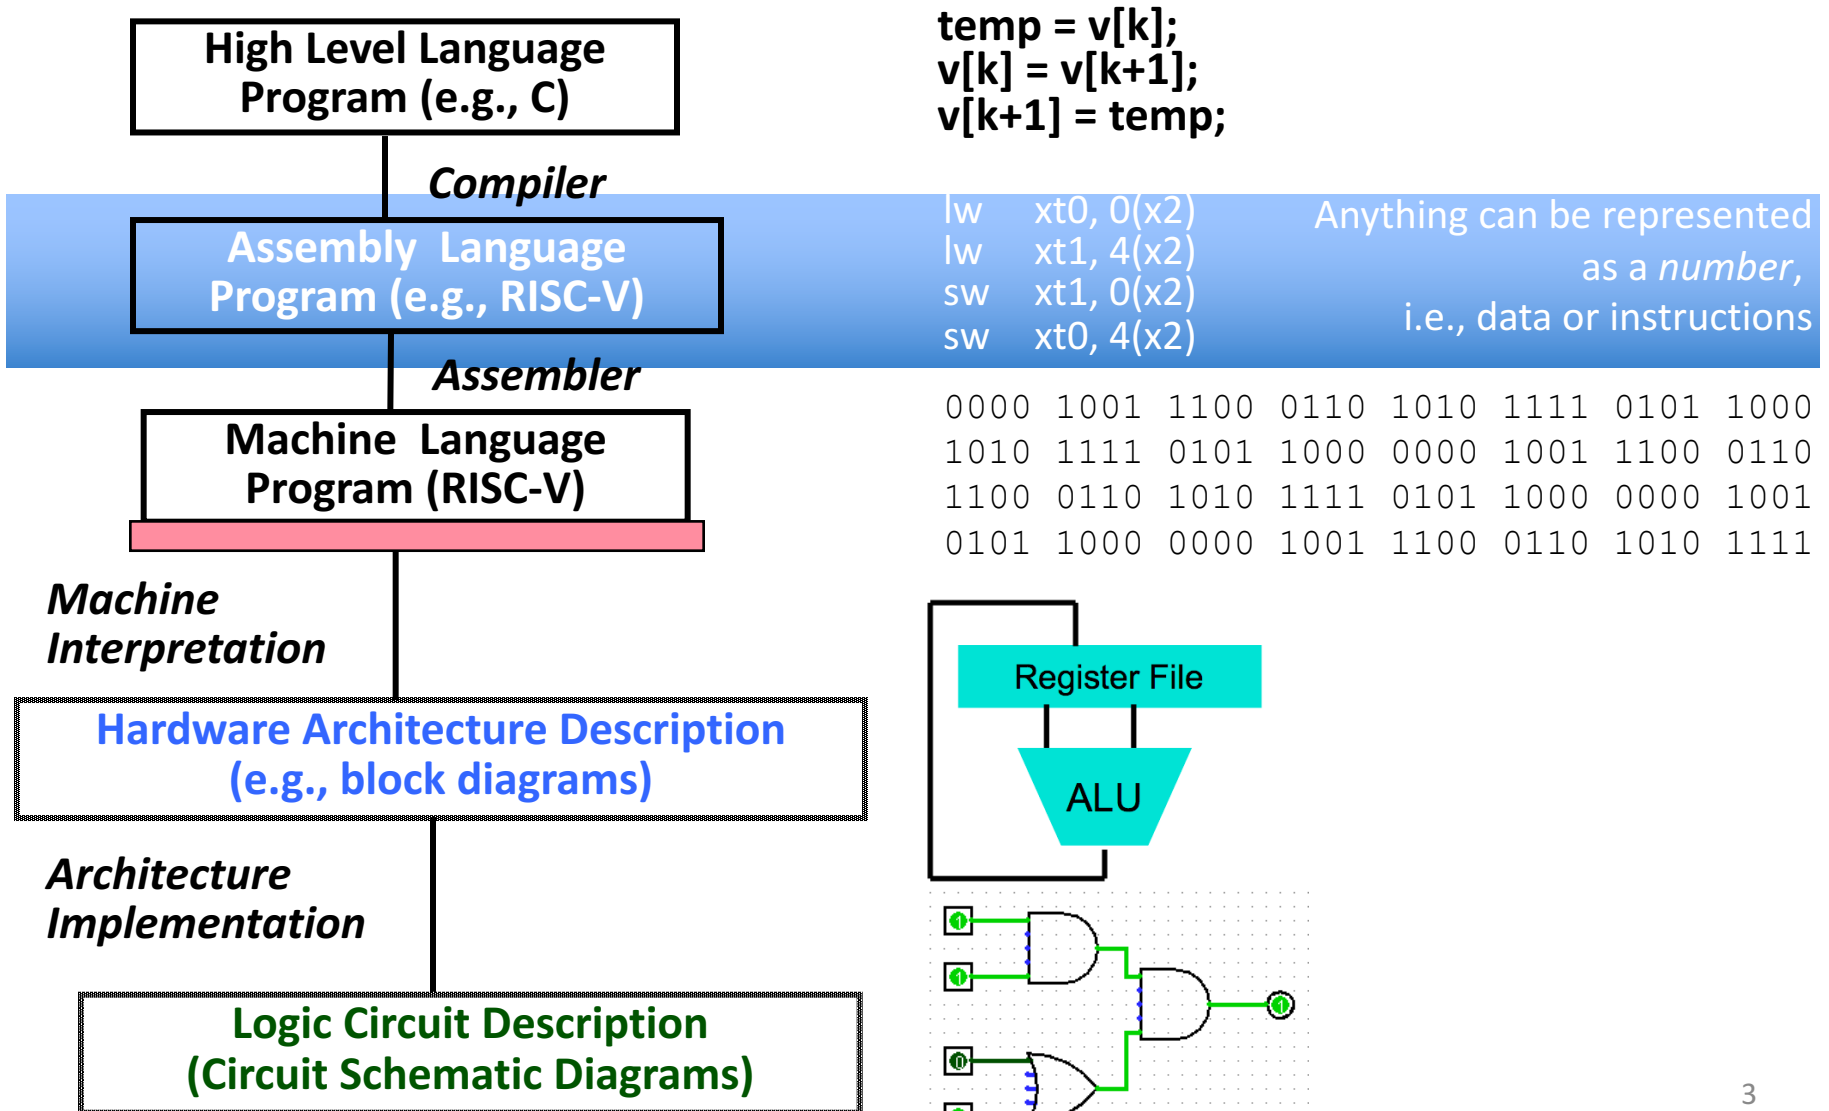 High Level Language
Program (e.g., C)
temp = v[k];
v[k] = v[k+1];
v[k+1] = temp;
Compiler
Assembly Language
Program (e.g., RISC-V)
lw xt0, 0(x2)
lw xt1, 4(x2)
sw xt1, 0(x2)
sw xt0, 4(x2)
Anything can be represented
as a number,
i.e., data or instructions
Assembler
Machine Language
Program (RISC-V)
0000 1001 1100 0110 1010 1111 0101 1000
1010 1111 0101 1000 0000 1001 1100 0110
1100 0110 1010 1111 0101 1000 0000 1001
0101 1000 0000 1001 1100 0110 1010 1111
Machine
Interpretation
Register File
ALU
Hardware Architecture Description
(e.g., block diagrams)
Architecture
Implementation
1
1
1
0
Logic Circuit Description
(Circuit Schematic Diagrams)
3